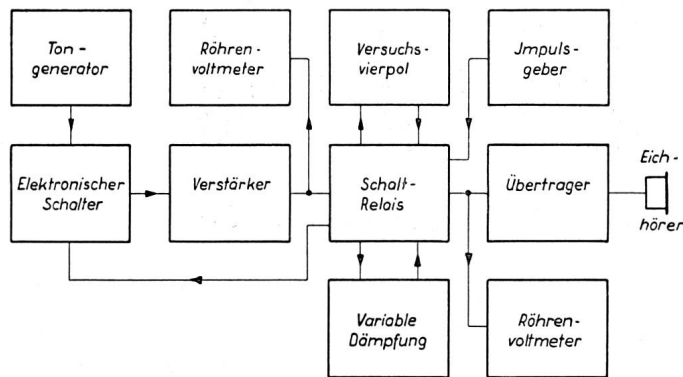 Ton-
generator
Röhren-
voltmeter
Versuchs-
vierpol
Jmpuls-
geber
Elektronischer
Schalter
Verstärker
Schalt-
Relais
Übertrager
Eich-
hörer
Variable
Dämpfung
Röhren-
voltmeter